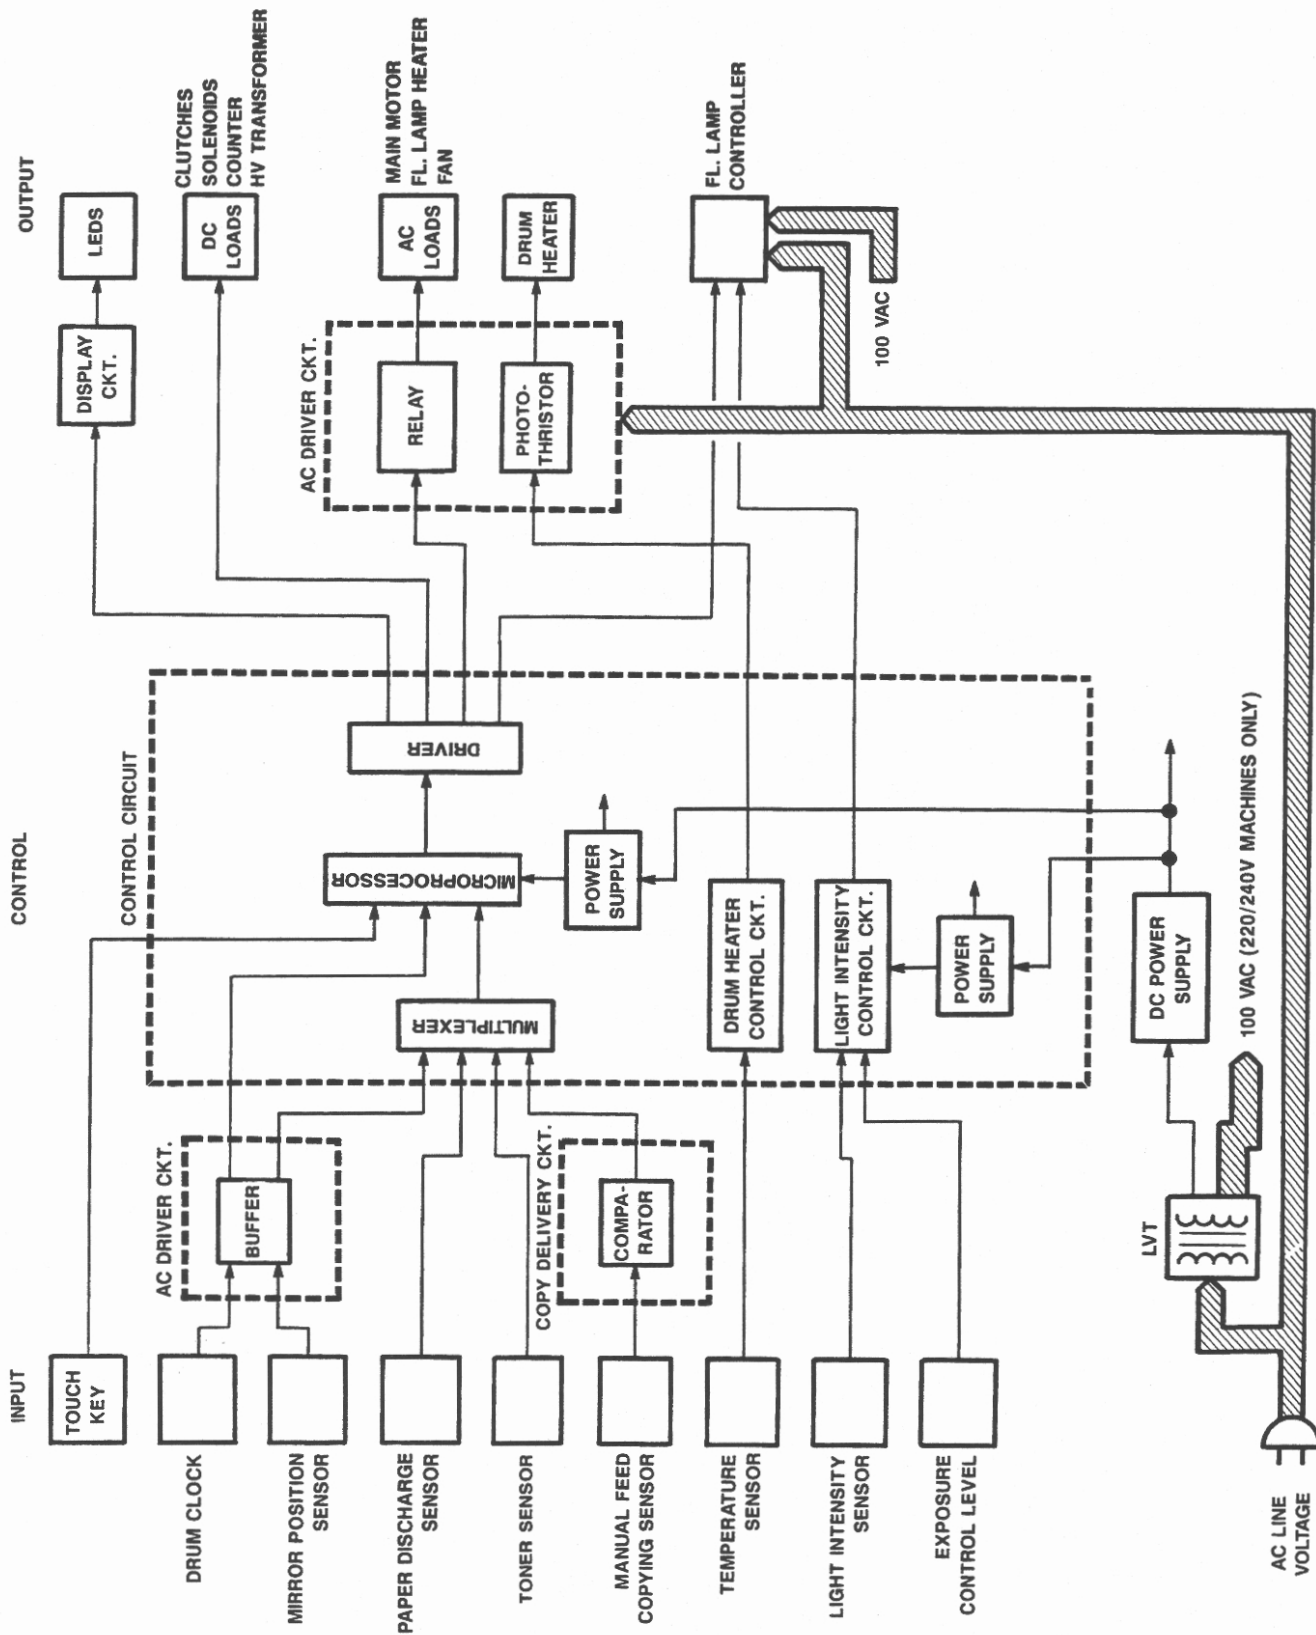 INPUT
CONTROL
OUTPUT
TOUCH
KEY
DRUM CLOCK
MIRROR POSITION
SENSOR
PAPER DISCHARGE
SENSOR
TONER SENSOR
MANUAL FEED
COPYING SENSOR
TEMPERATURE
SENSOR
LIGHT INTENSITY
SENSOR
EXPOSURE
CONTROL LEVEL
AC LINE
VOLTAGE
AC DRIVER CKT.
BUFFER
COPY DELIVERY CKT.
COMPA-
RATOR
LVT
100 VAC (220/240V MACHINES ONLY)
CONTROL CIRCUIT
MULTIPLEXER
MICROPROCESSOR
DRIVER
POWER
SUPPLY
DRUM HEATER
CONTROL CKT.
LIGHT INTENSITY
CONTROL CKT.
POWER
SUPPLY
DC POWER
SUPPLY
DISPLAY
CKT.
AC DRIVER CKT.
RELAY
PHOTO-
THRISTOR
100 VAC
LEDS
DC
LOADS
CLUTCHES
SOLENOIDS
COUNTER
HV TRANSFORMER
AC
LOADS
MAIN MOTOR
FL. LAMP HEATER
FAN
DRUM
HEATER
FL. LAMP
CONTROLLER